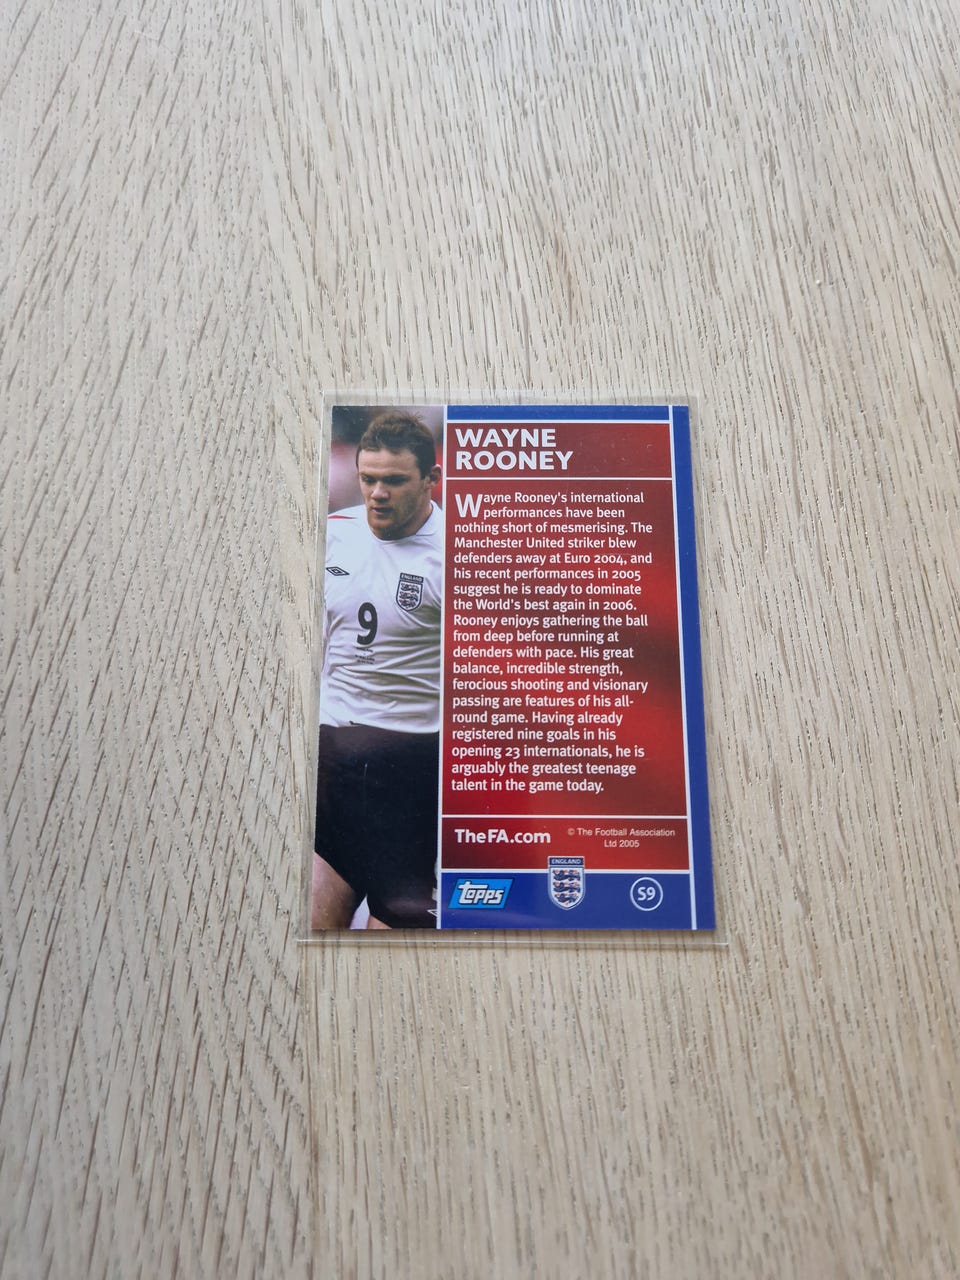 WAYNE
ROONEY
Wayne Rooney's international
performances have been
nothing short of mesmerising. The
Manchester United striker blew
defenders away at Euro 2004, and
his recent performances in 2005
suggest he is ready to dominate
the World's best again in 2006.
Rooney enjoys gathering the ball
from deep before running at
defenders with pace. His great
balance, incredible strength,
ferocious shooting and visionary
passing are features of his all-
round game. Having already
registered nine goals in his
opening 23 internationals, he is
arguably the greatest teenage
talent in the game today.
ENGLAND
9
TheFA.com
© The Football Association
Ltd 2005
Topps
ENGLAND
S9